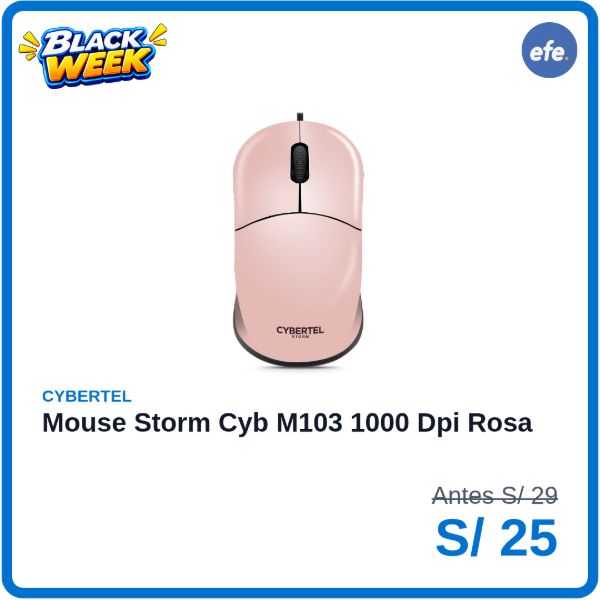 BLACK
WEEK
efe.
CYBERTEL
STORM
CYBERTEL
Mouse Storm Cyb M103 1000 Dpi Rosa
Antes S/ 29
S/ 25